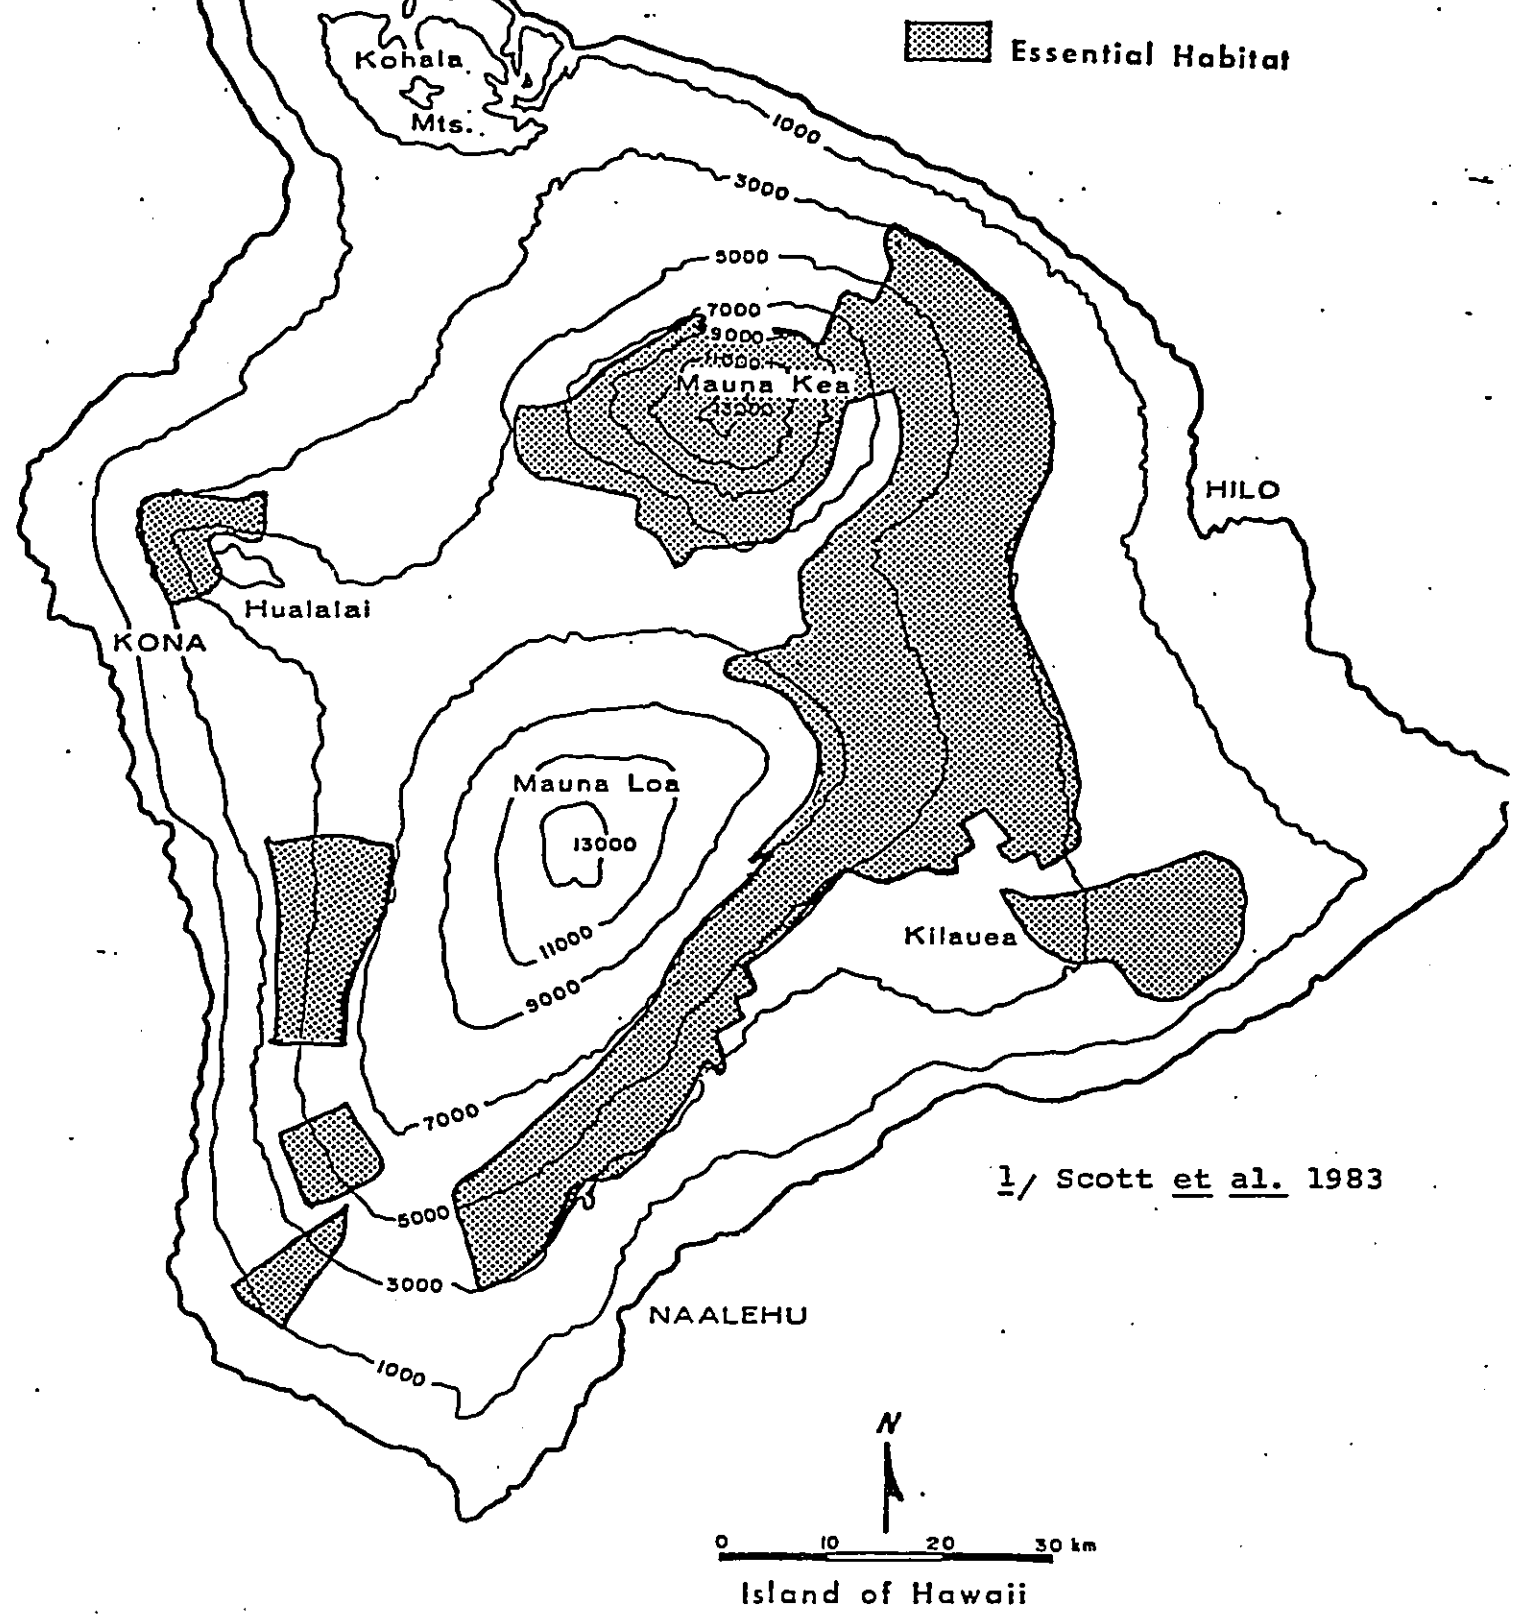 Essential Habitat
Kohala
Mts.
1000
3000
5000
7000
9000
11000
Mauna Kea
13000
HILO
Hualalai
KONA
Mauna Loa
13000
11000
Kilauea
9000
7000
1/ Scott et al. 1983
5000
3000
NAALEHU
1000
N
0 10 20 30 km
Island of Hawaii